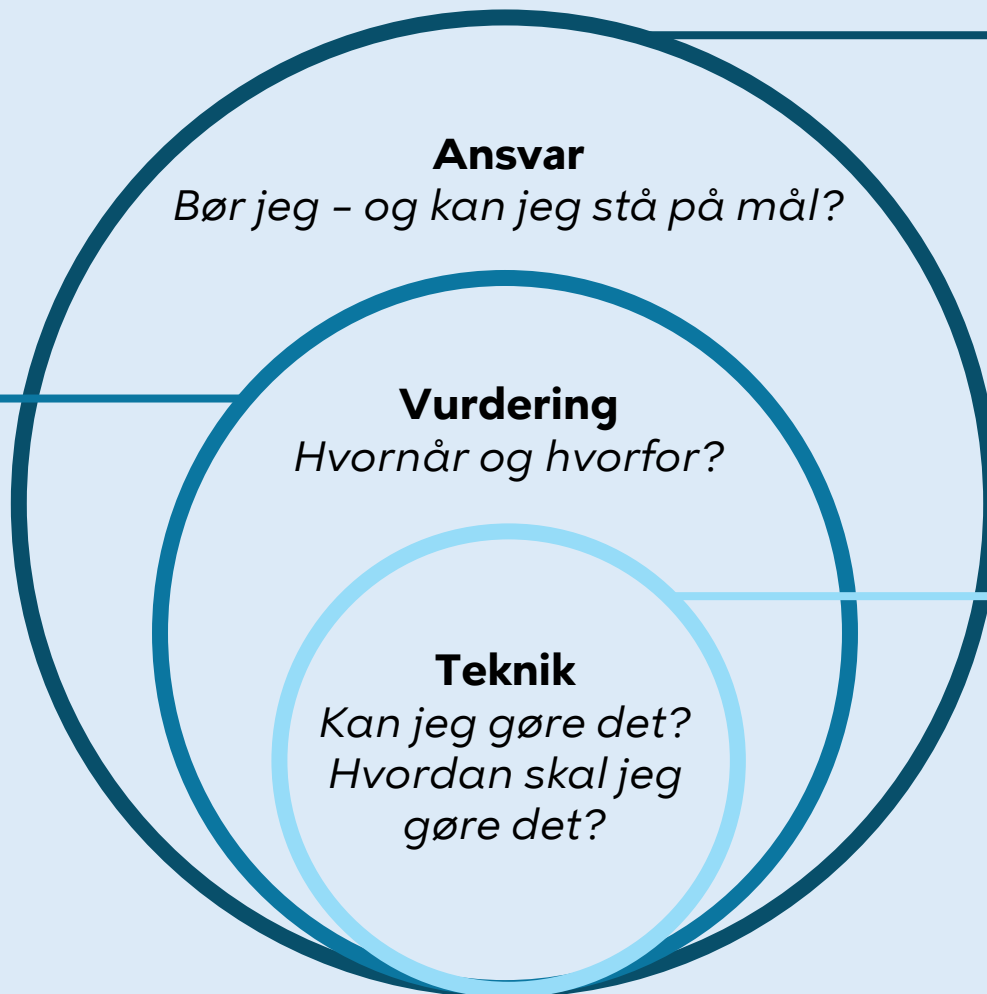 Ansvar
Bør jeg – og kan jeg stå på mål?
Vurdering
Hvornår og hvorfor?
Teknik
Kan jeg gøre det?
Hvordan skal jeg
gøre det?